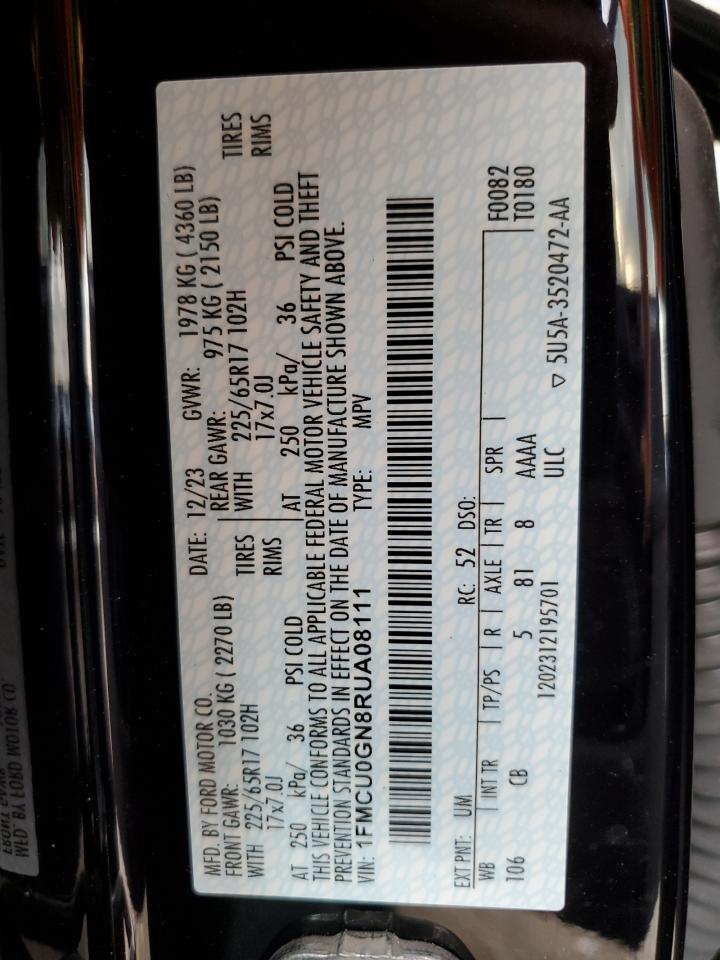 MFD. BY FORD MOTOR CO.
DATE: 12/23 GVWR: 1978 KG ( 4360 LB)
FRONT GAWR: 1030 KG ( 2270 LB) REAR GAWR: 975 KG ( 2150 LB)
WITH 225/65R17 102H TIRES WITH 225/65R17 102H TIRES
17x7.0J RIMS 17x7.0J RIMS
AT 250 kPa/ 36 PSI COLD AT 250 kPa/ 36 PSI COLD
THIS VEHICLE CONFORMS TO ALL APPLICABLE FEDERAL MOTOR VEHICLE SAFETY AND THEFT
PREVENTION STANDARDS IN EFFECT ON THE DATE OF MANUFACTURE SHOWN ABOVE.
VIN: 1FMCU0GN8RUA08111 TYPE: MPV
EXT PNT: UM RC: 52 DSO: F0082
WB INT TR TP/PS R AXLE TR SPR T0180
106 CB 5 81 8 AAAA
1202312195701 ULC ▽ 5U5A-3520472-AA
MFD. BY FORD MOTOR CO.